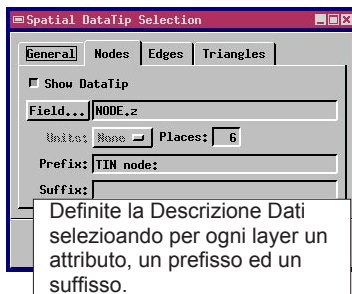 Spatial DataTip Selection
General Nodes Edges Triangles
Show DataTip
Field... NODE.z
Units: None Places: 6
Prefix: TIN node:
Suffix:
Definite la Descrizione Dati
selezioando per ogni layer un
attributo, un prefisso ed un
suffisso.